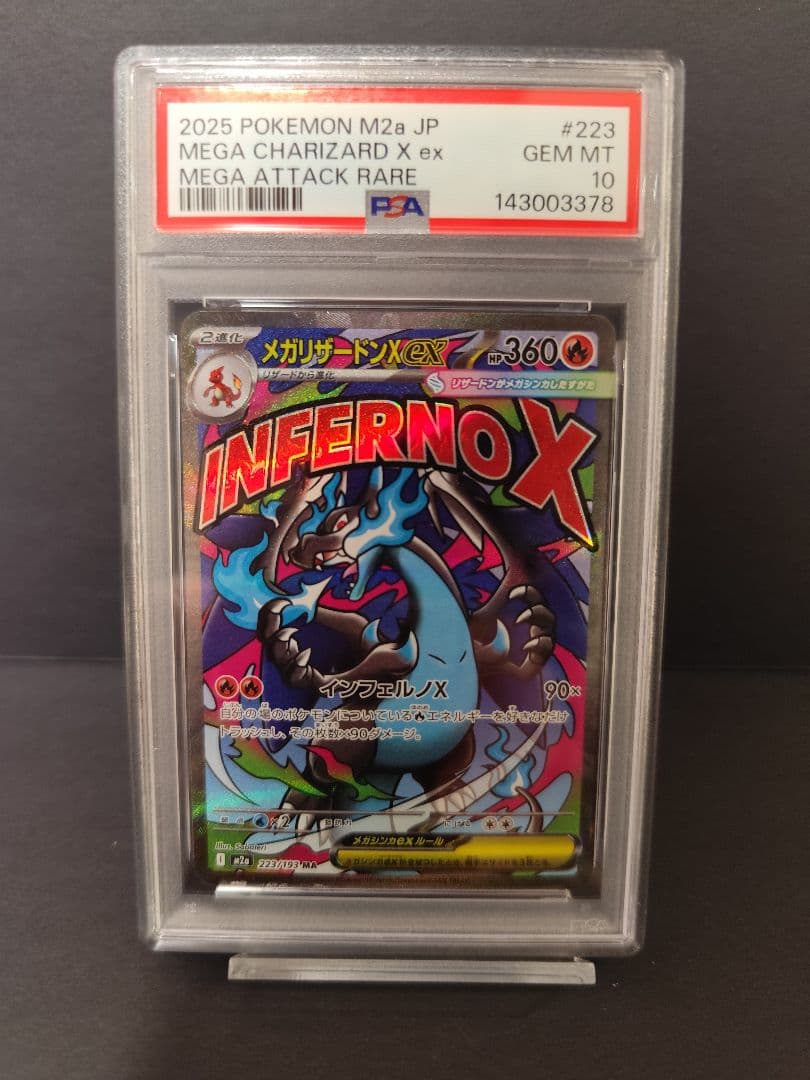 2025 POKEMON M2a JP #223
MEGA CHARIZARD X ex GEM MT
MEGA ATTACK RARE 10
PSA 143003378
2進化
メガリザードンXex HP360
リザードから進化
リザードンがメガシンカしたすがた
INFERNO X
インフェルノX 90×
自分の場のポケモンについているエネルギーを好きなだけ
トラッシュし、その枚数×90ダメージ。
×2
メガシンカexルール
Illus.
I M2a 223/193 MA